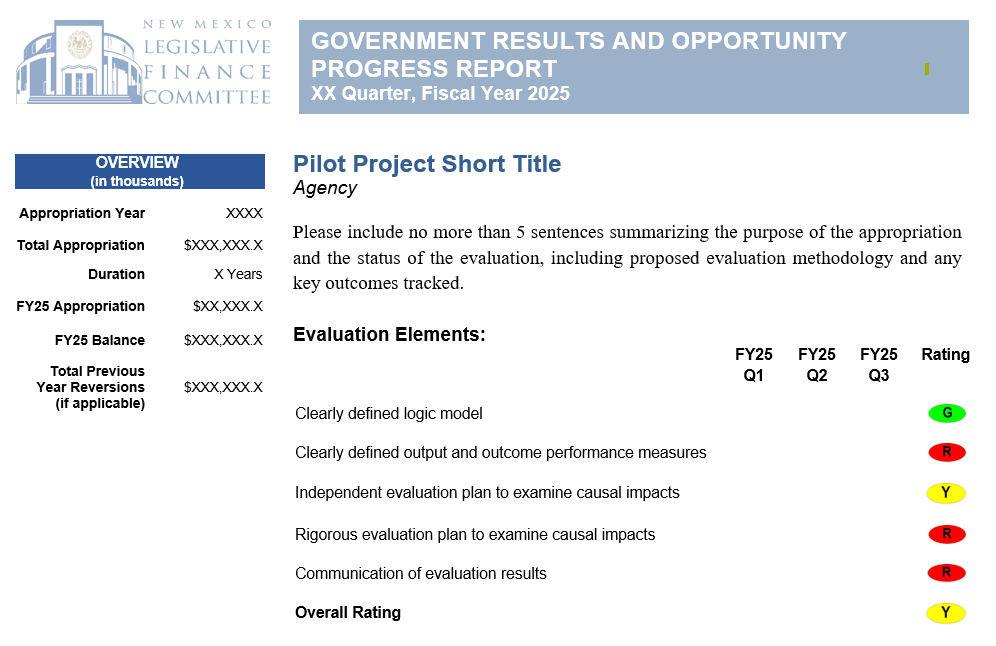 NEW MEXICO
LEGISLATIVE
FINANCE
COMMITTEE
GOVERNMENT RESULTS AND OPPORTUNITY
PROGRESS REPORT
XX Quarter, Fiscal Year 2025
OVERVIEW
(in thousands)
Appropriation Year XXXX
Total Appropriation $XXX,XXX.X
Duration X Years
FY25 Appropriation $XX,XXX.X
FY25 Balance $XXX,XXX.X
Total Previous
Year Reversions $XXX,XXX.X
(if applicable)
Pilot Project Short Title
Agency
Please include no more than 5 sentences summarizing the purpose of the appropriation
and the status of the evaluation, including proposed evaluation methodology and any
key outcomes tracked.
Evaluation Elements:
FY25 FY25 FY25 Rating
Q1 Q2 Q3
Clearly defined logic model G
Clearly defined output and outcome performance measures R
Independent evaluation plan to examine causal impacts Y
Rigorous evaluation plan to examine causal impacts R
Communication of evaluation results R
Overall Rating Y